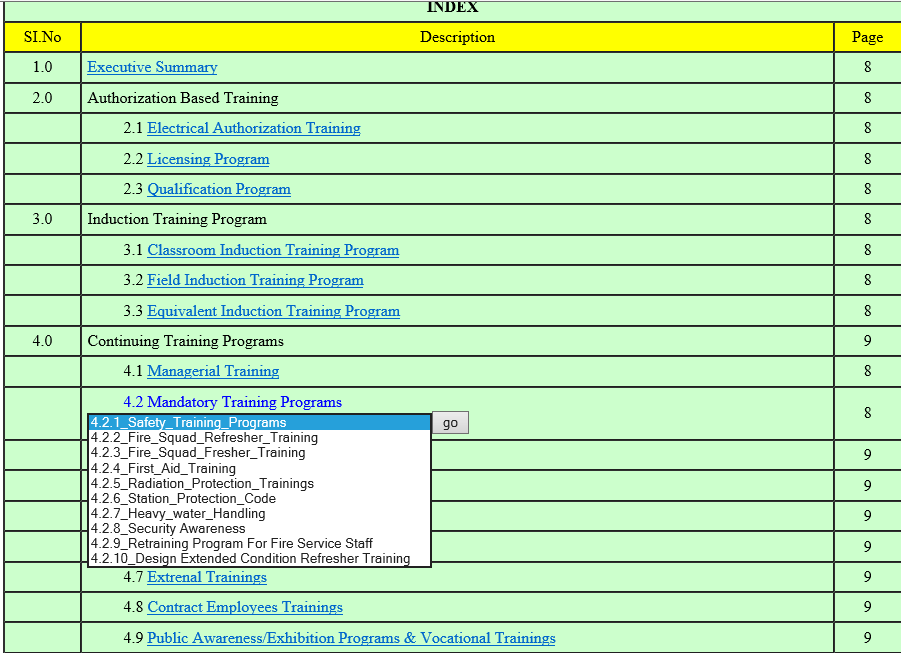 INDEX
SI.No Description Page
1.0 Executive Summary 8
2.0 Authorization Based Training 8
2.1 Electrical Authorization Training 8
2.2 Licensing Program 8
2.3 Qualification Program 8
3.0 Induction Training Program 8
3.1 Classroom Induction Training Program 8
3.2 Field Induction Training Program 8
3.3 Equivalent Induction Training Program 8
4.0 Continuing Training Programs 9
4.1 Managerial Training 8
4.2 Mandatory Training Programs 8
4.2.1_Safety_Training_Programs go
4.2.2_Fire_Squad_Refresher_Training
4.2.3_Fire_Squad_Fresher_Training
4.2.4_First_Aid_Training
4.2.5_Radiation_Protection_Trainings
4.2.6_Station_Protection_Code
4.2.7_Heavy_water_Handling
4.2.8_Security Awareness
4.2.9_Retraining Program For Fire Service Staff
4.2.10_Design Extended Condition Refresher Training
9
9
9
9
4.7 Extrenal Trainings 9
4.8 Contract Employees Trainings 9
4.9 Public Awareness/Exhibition Programs & Vocational Trainings 9